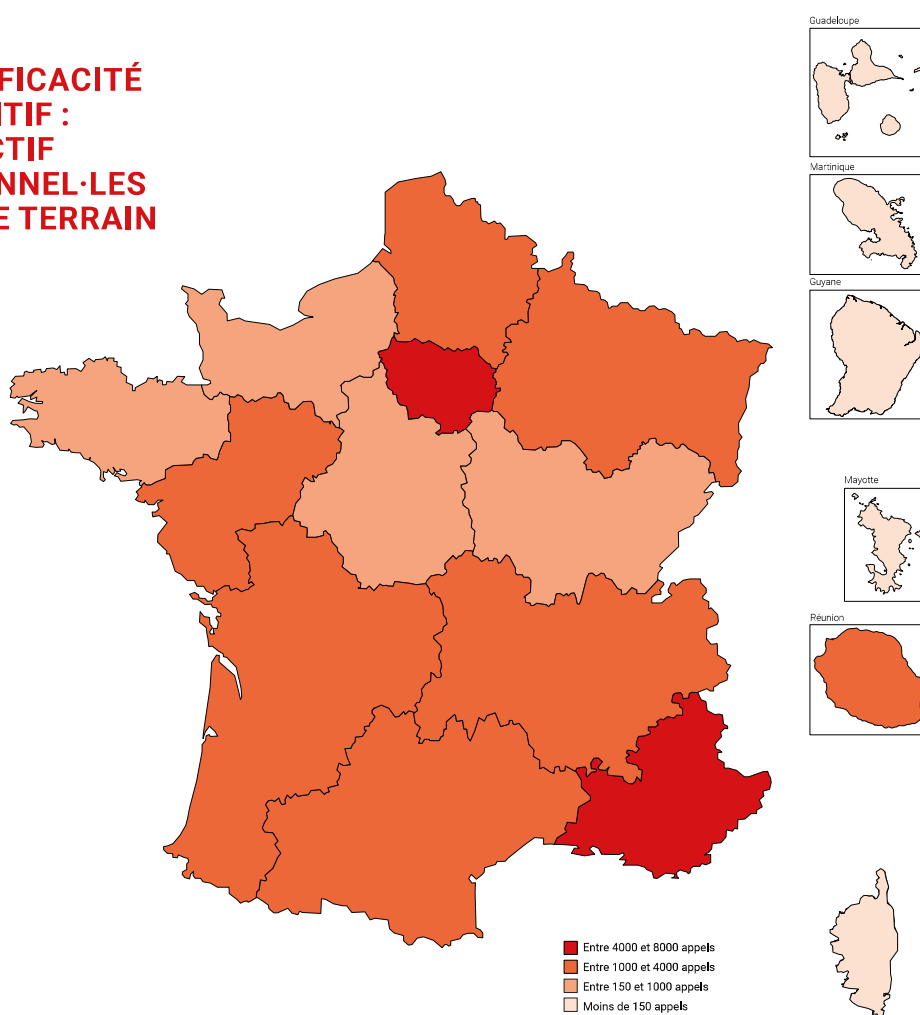 FICACITÉ
TIF :
CTIF
NNEL·LES
E TERRAIN
Guadeloupe
Martinique
Guyane
Mayotte
Réunion
Entre 4000 et 8000 appels
Entre 1000 et 4000 appels
Entre 150 et 1000 appels
Moins de 150 appels